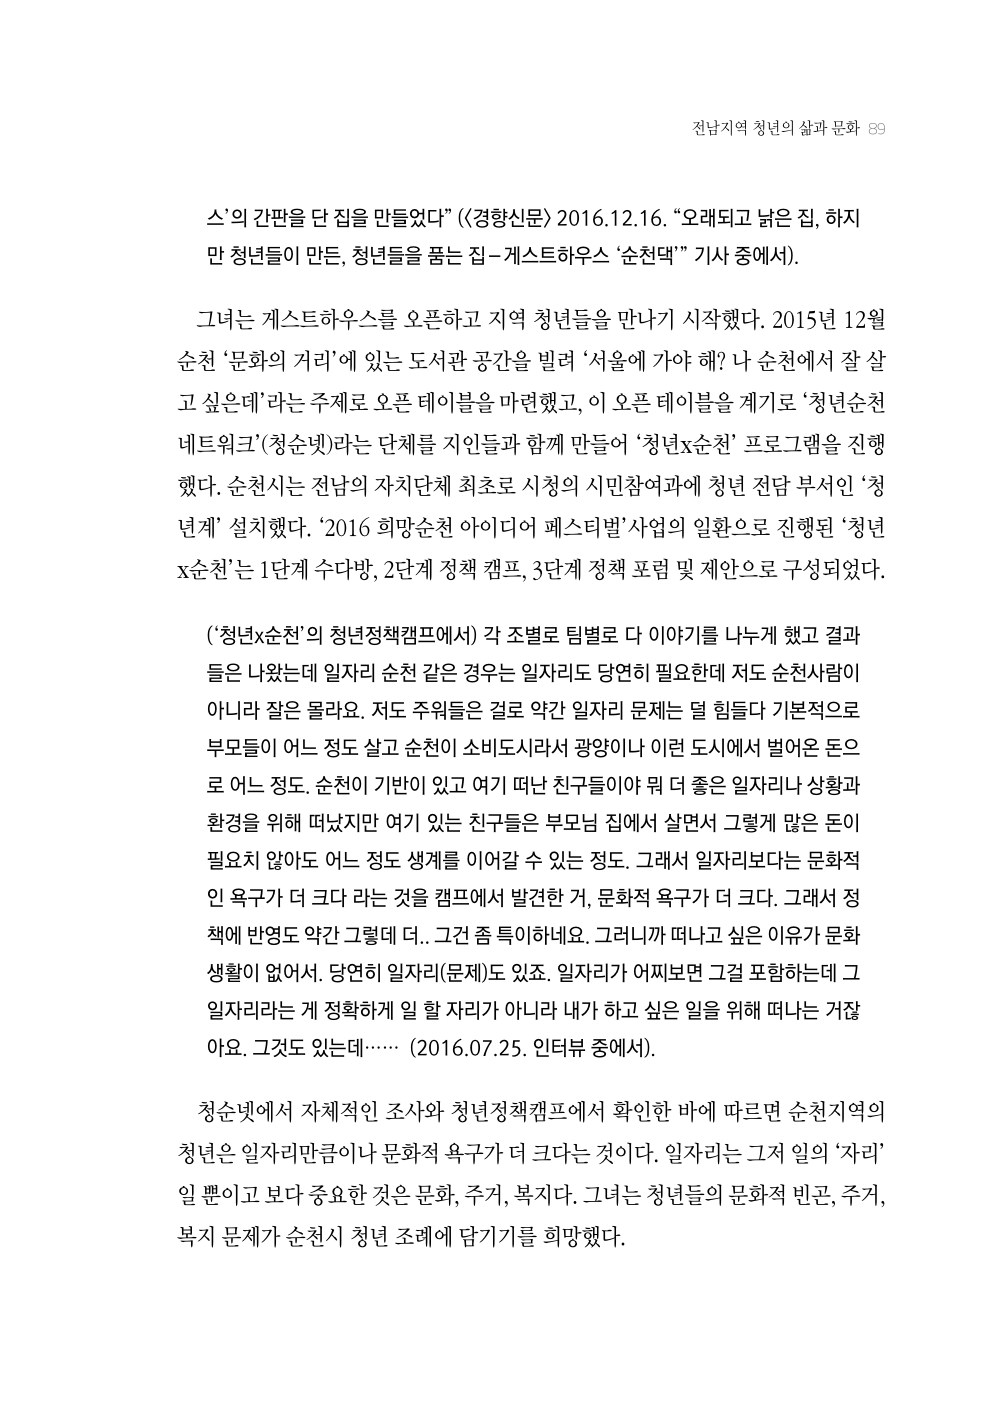 전남지역 청년의 삶과 문화 89
스’의 간판을 단 집을 만들었다” (〈경향신문〉 2016.12.16. “오래되고 낡은 집, 하지
만 청년들이 만든, 청년들을 품는 집–게스트하우스 ‘순천댁’” 기사 중에서).
그녀는 게스트하우스를 오픈하고 지역 청년들을 만나기 시작했다. 2015년 12월
순천 ‘문화의 거리’에 있는 도서관 공간을 빌려 ‘서울에 가야 해? 나 순천에서 잘 살
고 싶은데’라는 주제로 오픈 테이블을 마련했고, 이 오픈 테이블을 계기로 ‘청년순천
네트워크’(청순넷)라는 단체를 지인들과 함께 만들어 ‘청년x순천’ 프로그램을 진행
했다. 순천시는 전남의 자치단체 최초로 시청의 시민참여과에 청년 전담 부서인 ‘청
년계’ 설치했다. ‘2016 희망순천 아이디어 페스티벌’사업의 일환으로 진행된 ‘청년
x순천’는 1단계 수다방, 2단계 정책 캠프, 3단계 정책 포럼 및 제안으로 구성되었다.
(‘청년x순천’의 청년정책캠프에서) 각 조별로 팀별로 다 이야기를 나누게 했고 결과
들은 나왔는데 일자리 순천 같은 경우는 일자리도 당연히 필요한데 저도 순천사람이
아니라 잘은 몰라요. 저도 주워들은 걸로 약간 일자리 문제는 덜 힘들다 기본적으로
부모들이 어느 정도 살고 순천이 소비도시라서 광양이나 이런 도시에서 벌어온 돈으
로 어느 정도. 순천이 기반이 있고 여기 떠난 친구들이야 뭐 더 좋은 일자리나 상황과
환경을 위해 떠났지만 여기 있는 친구들은 부모님 집에서 살면서 그렇게 많은 돈이
필요치 않아도 어느 정도 생계를 이어갈 수 있는 정도. 그래서 일자리보다는 문화적
인 욕구가 더 크다 라는 것을 캠프에서 발견한 거, 문화적 욕구가 더 크다. 그래서 정
책에 반영도 약간 그렇데 더.. 그건 좀 특이하네요. 그러니까 떠나고 싶은 이유가 문화
생활이 없어서. 당연히 일자리(문제)도 있죠. 일자리가 어찌보면 그걸 포함하는데 그
일자리라는 게 정확하게 일 할 자리가 아니라 내가 하고 싶은 일을 위해 떠나는 거잖
아요. 그것도 있는데…… (2016.07.25. 인터뷰 중에서).
청순넷에서 자체적인 조사와 청년정책캠프에서 확인한 바에 따르면 순천지역의
청년은 일자리만큼이나 문화적 욕구가 더 크다는 것이다. 일자리는 그저 일의 ‘자리’
일 뿐이고 보다 중요한 것은 문화, 주거, 복지다. 그녀는 청년들의 문화적 빈곤, 주거,
복지 문제가 순천시 청년 조례에 담기기를 희망했다.